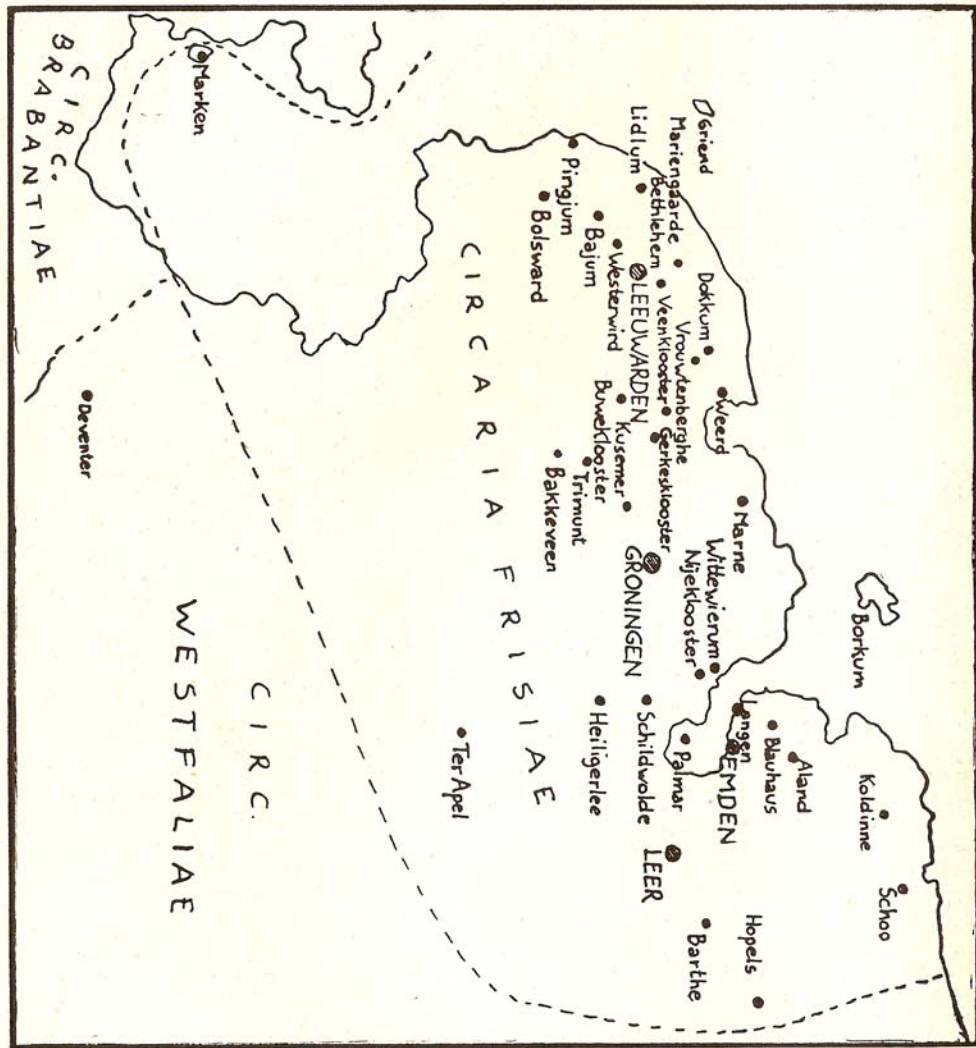 Borkum
Koldinne
Schoo
Aland
Blauhaus
Langen
EMDEN
Hopels
Barthe
Marne
Wittewierum
Nijeklooster
Palmar
LEER
Griend
Mariengaarde
Lidlum
Bethlehem
Dokkum
Weerd
Vrouwtenberghe
Veenklooster
Gerkesklooster
LEEUWARDEN
Westerwird
Kusemer
Buweklooster
GRONINGEN
Schildwolde
Heiligerlee
Pingjum
Bajum
Bolsward
Trimunt
Bakkeveen
Ter Apel
CIRCARIA FRISIAE
Marken
Deventer
CIRC.
WESTFALIAE
CIRC.
BRABANTIAE